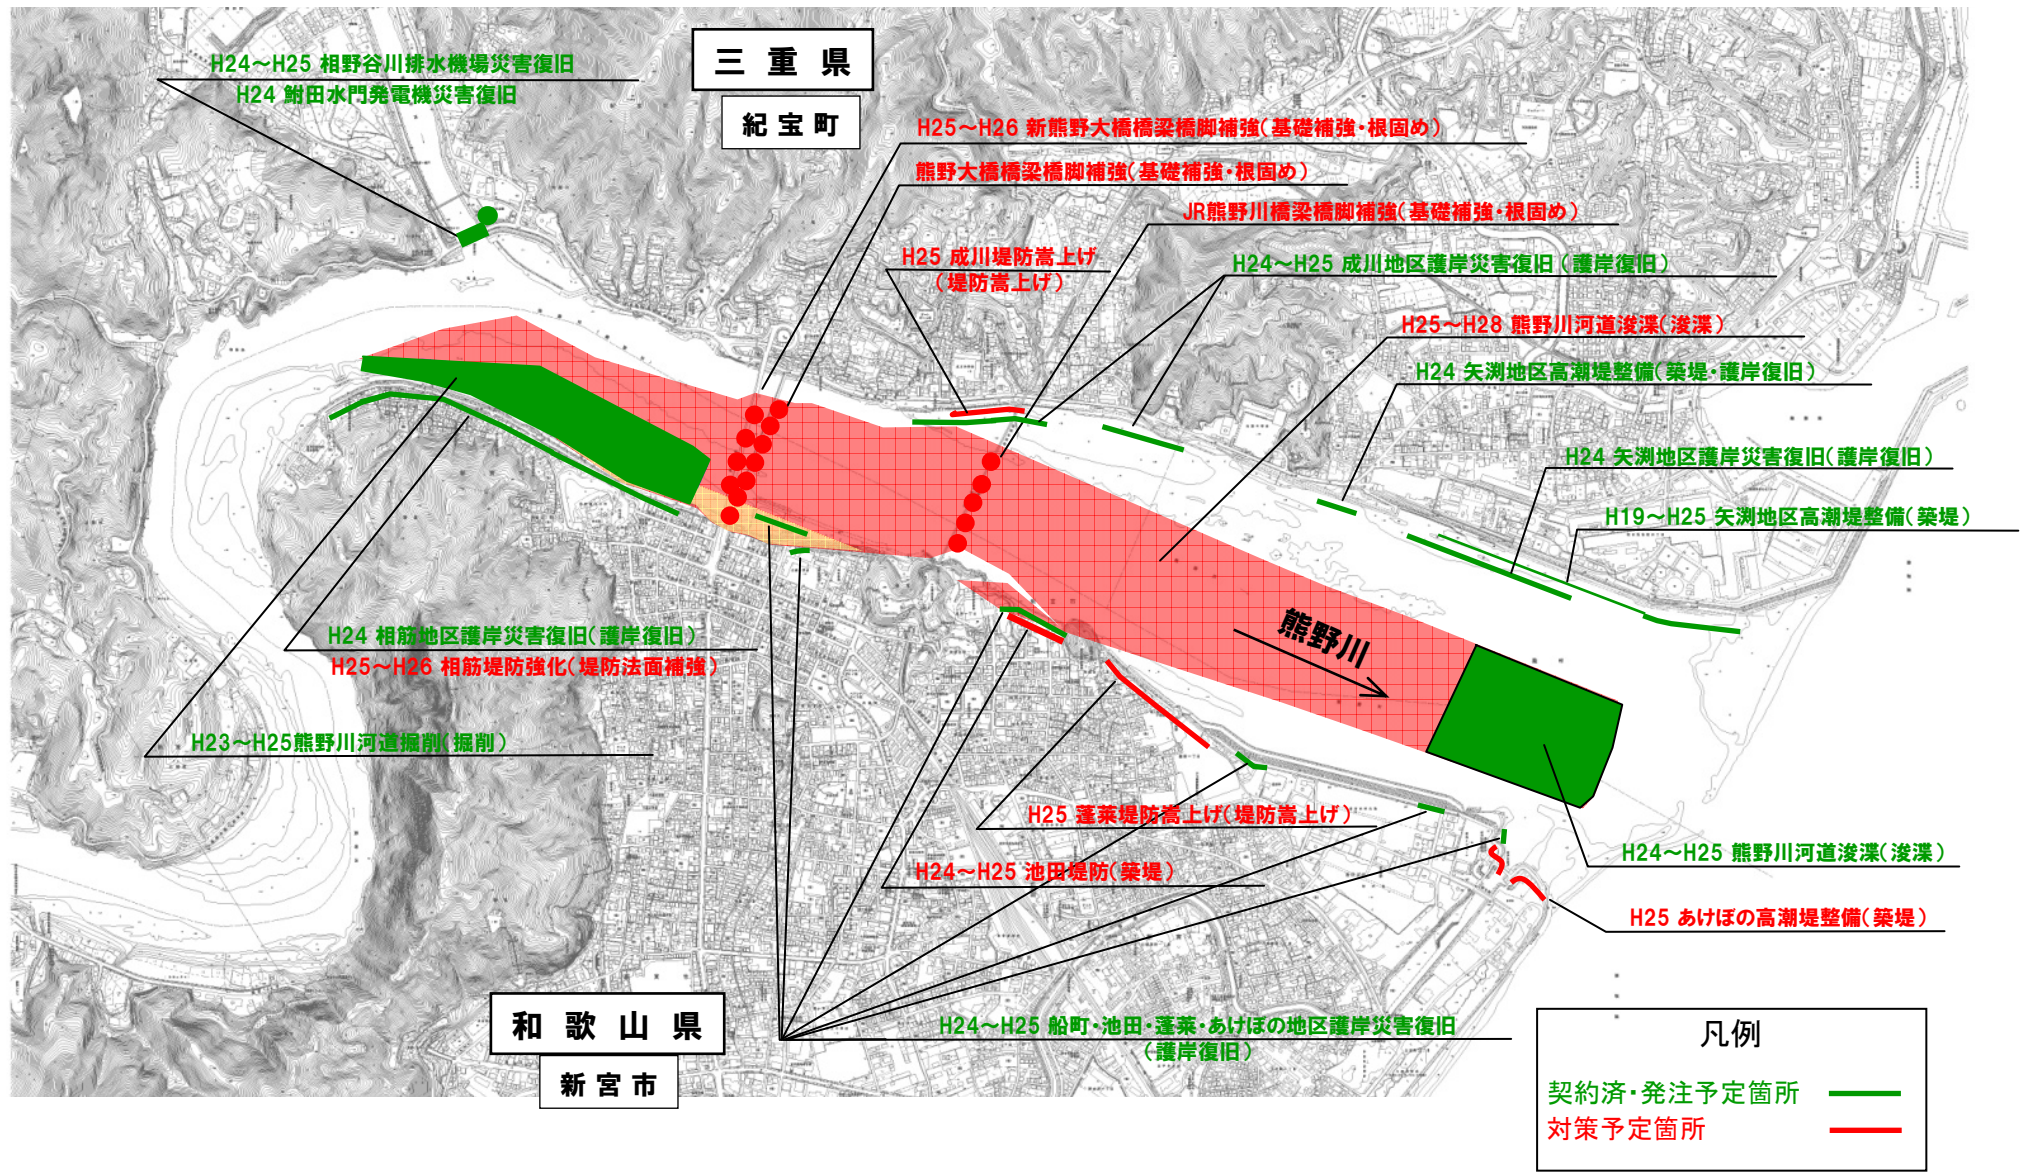 三重県
紀宝町
H24～H25 相野谷川排水機場災害復旧
H24 鮒田水門発電機災害復旧
H25～H26 新熊野大橋橋梁橋脚補強(基礎補強・根固め)
熊野大橋橋梁橋脚補強(基礎補強・根固め)
JR熊野川橋梁橋脚補強(基礎補強・根固め)
H25 成川堤防嵩上げ
(堤防嵩上げ)
H24～H25 成川地区護岸災害復旧(護岸復旧)
H25～H28 熊野川河道浚渫(浚渫)
H24 矢渕地区高潮堤整備(築堤・護岸復旧)
H24 矢渕地区護岸災害復旧(護岸復旧)
H19～H25 矢渕地区高潮堤整備(築堤)
熊野川
H24 相筋地区護岸災害復旧(護岸復旧)
H25～H26 相筋堤防強化(堤防法面補強)
H23～H25熊野川河道掘削(掘削)
H25 蓬莱堤防嵩上げ(堤防嵩上げ)
H24～H25 池田堤防(築堤)
H24～H25 熊野川河道浚渫(浚渫)
H25 あけぼの高潮堤整備(築堤)
H24～H25 船町・池田・蓬莱・あけぼの地区護岸災害復旧
(護岸復旧)
和歌山県
新宮市
凡例
契約済・発注予定箇所
対策予定箇所